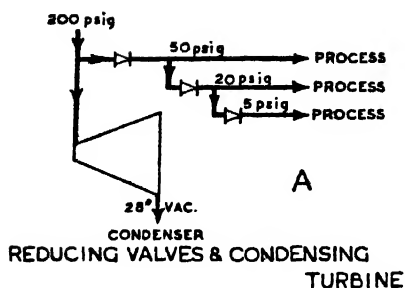 200 psig
50 psig
PROCESS
20 psig
PROCESS
5 psig
PROCESS
A
28" VAC.
CONDENSER
REDUCING VALVES & CONDENSING
TURBINE